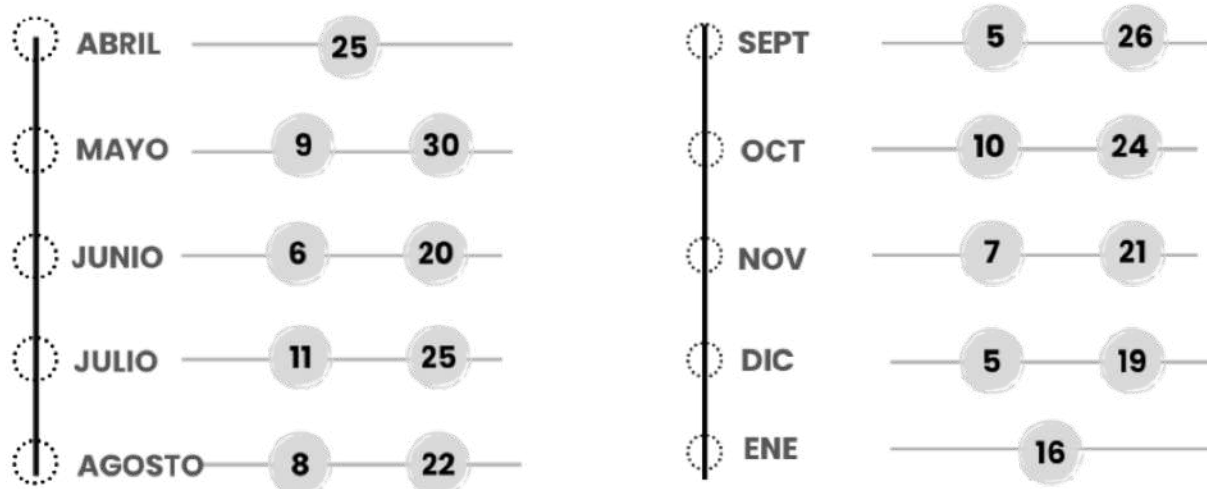 ABRIL 25
MAYO 9 30
JUNIO 6 20
JULIO 11 25
AGOSTO 8 22
SEPT 5 26
OCT 10 24
NOV 7 21
DIC 5 19
ENE 16